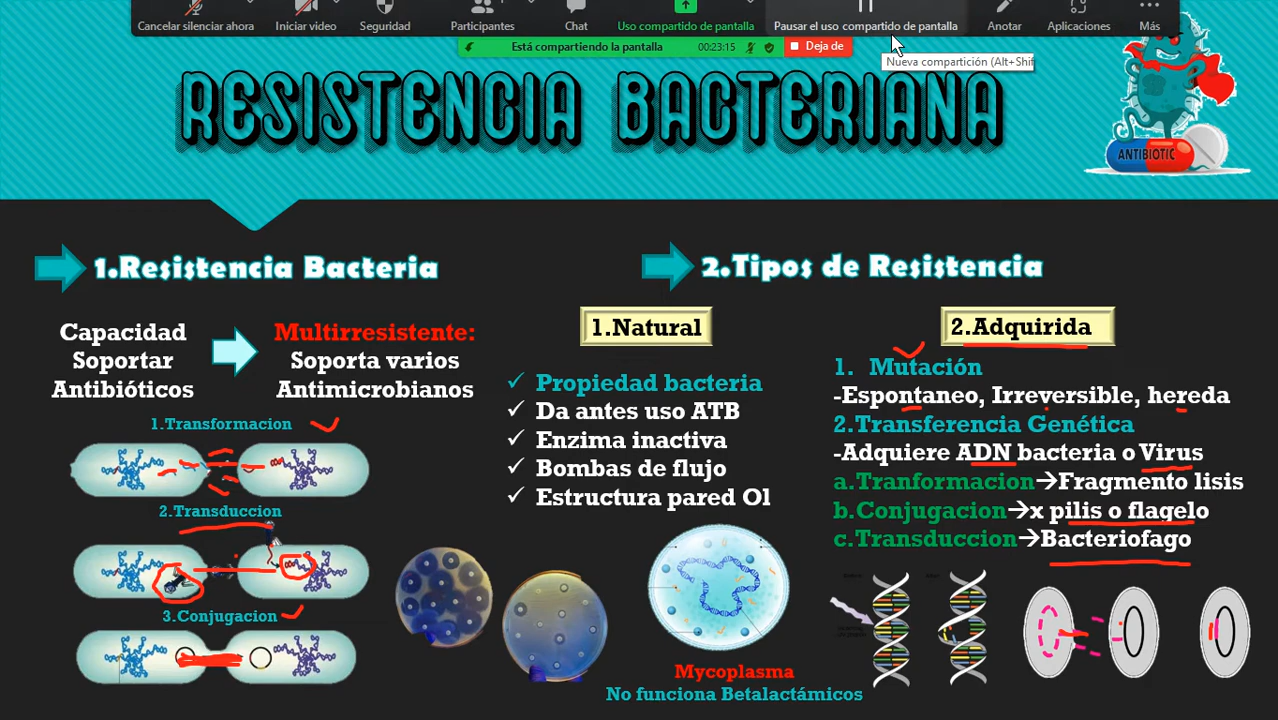 Cancelar silenciar ahora
Iniciar video
Seguridad
Participantes
Chat
Uso compartido de pantalla
Pausar el uso compartido de pantalla
Anotar
Aplicaciones
Más
Está compartiendo la pantalla
00:23:15
Deja de
Nueva compartición (Alt+Shif
RESISTENCIA BACTERIANA
ANTIBIOTIC
1.Resistencia Bacteria
2.Tipos de Resistencia
Capacidad
Soportar
Antibióticos
Multirresistente:
Soporta varios
Antimicrobianos
1.Transformacion
2.Transduccion
3.Conjugacion
1.Natural
✓ Propiedad bacteria
✓ Da antes uso ATB
✓ Enzima inactiva
✓ Bombas de flujo
✓ Estructura pared Ol
Mycoplasma
No funciona Betalactámicos
2.Adquirida
1. Mutación
-Espontaneo, Irreversible, hereda
2.Transferencia Genética
-Adquiere ADN bacteria o Virus
a.Tranformacion→Fragmento lisis
b.Conjugacion→x pilis o flagelo
c.Transduccion→Bacteriofago